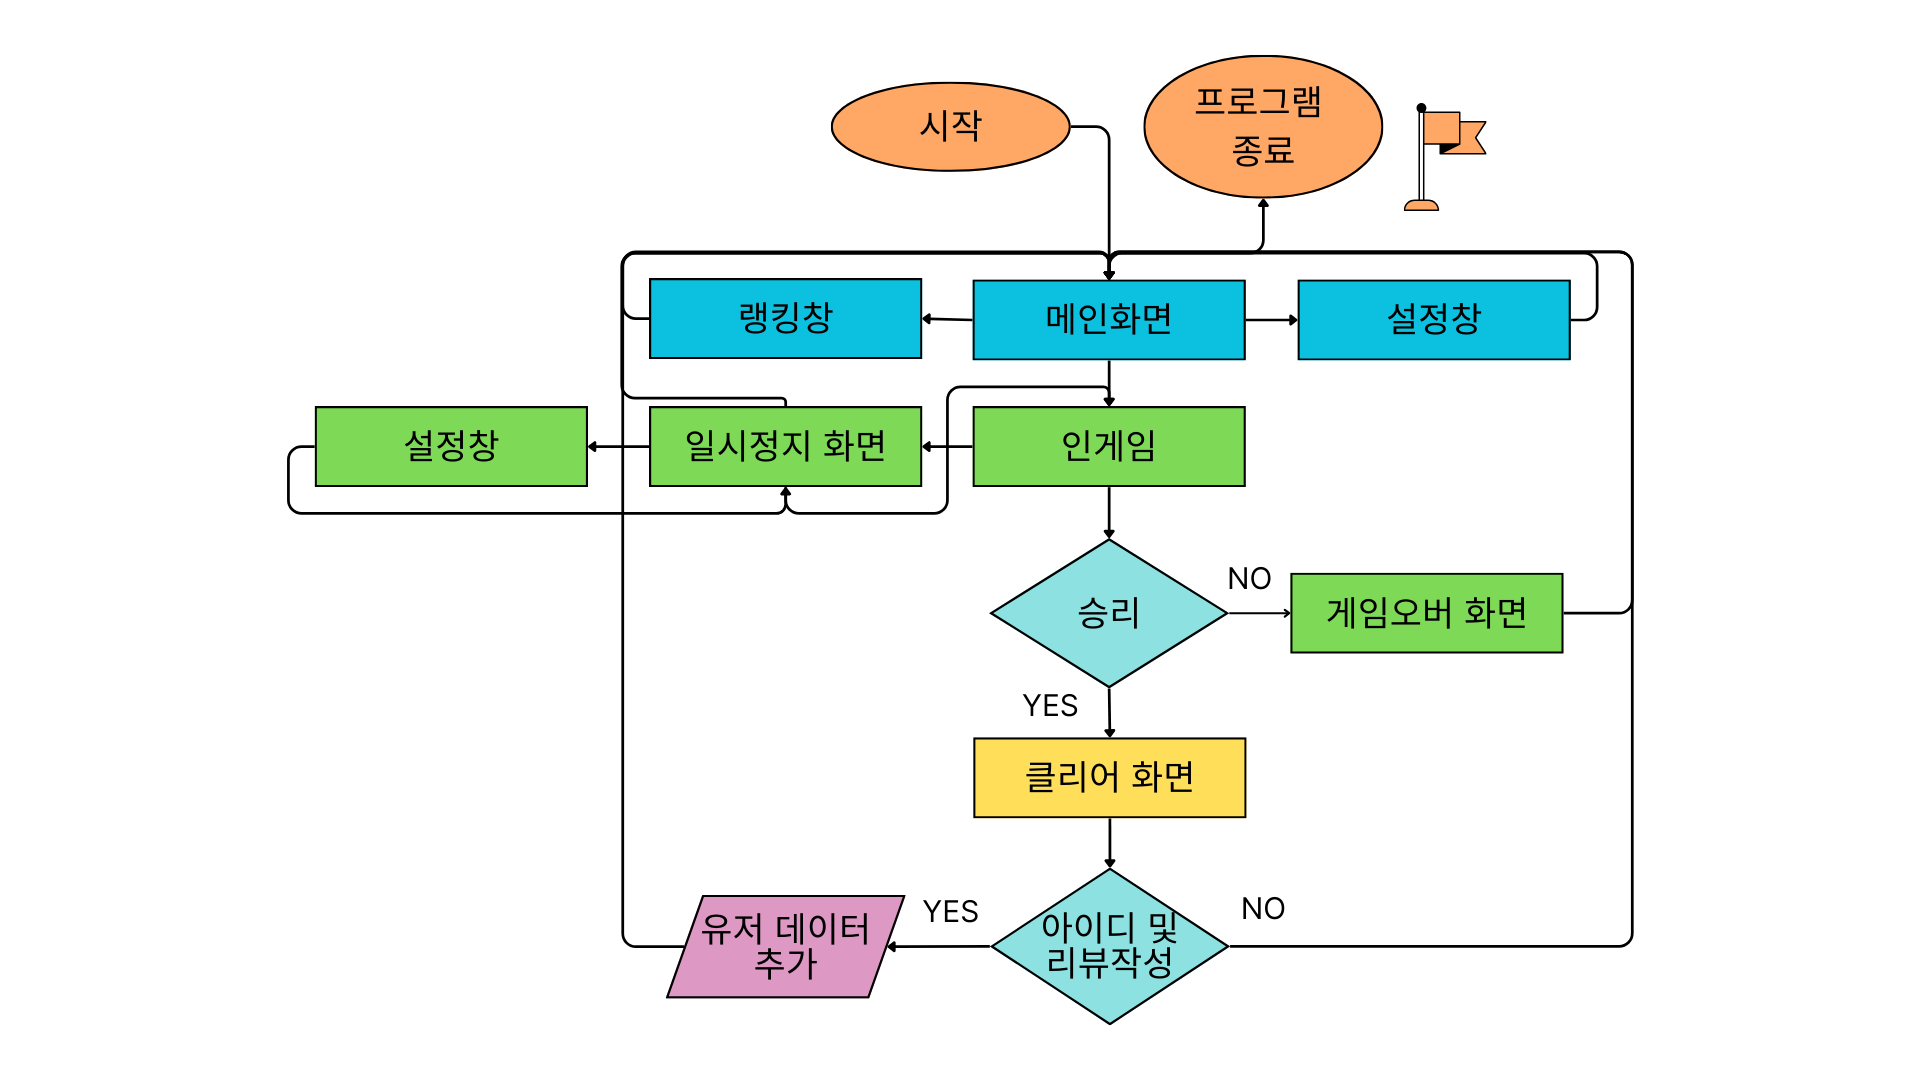 시작
프로그램
종료
랭킹창
메인화면
설정창
설정창
일시정지 화면
인게임
승리
NO
게임오버 화면
YES
클리어 화면
유저 데이터
추가
YES
아이디 및
리뷰작성
NO